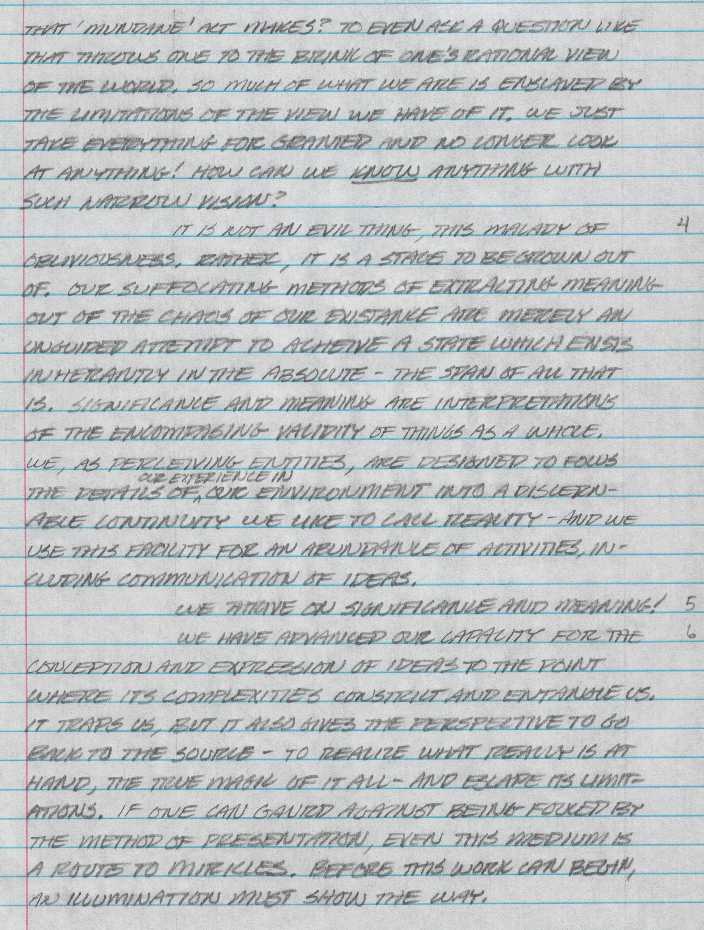 THAT 'MUNDANE' ACT MAKES? TO EVEN ASK A QUESTION LIKE
THAT THROWS ONE TO THE BRINK OF ONE'S RATIONAL VIEW
OF THE WORLD. SO MUCH OF WHAT WE ARE IS ENSLAVED BY
THE LIMITATIONS OF THE VIEW WE HAVE OF IT. WE JUST
TAKE EVERYTHING FOR GRANTED AND NO LONGER LOOK
AT ANYTHING! HOW CAN WE KNOW ANYTHING WITH
SUCH NARROW VISION?
IT IS NOT AN EVIL THING, THIS MALADY OF 4
OBLIVIOUSNESS. RATHER, IT IS A STAGE TO BE GROWN OUT
OF. OUR SUFFOCATING METHODS OF EXTRACTING MEANING
OUT OF THE CHAOS OF OUR EXISTANCE ARE MERELY AN
UNGUIDED ATTEMPT TO ACHEIVE A STATE WHICH EXISTS
INHERANTLY IN THE ABSOLUTE - THE SPAN OF ALL THAT
IS. SIGNIFICANCE AND MEANING ARE INTERPRETATIONS
OF THE ENCOMPASING VALIDITY OF THINGS AS A WHOLE.
WE, AS PERCEIVING ENTITIES, ARE DESIGNED TO FOCUS
OUR EXPERIENCE IN
THE DETAILS OF ^ OUR ENVIRONMENT INTO A DISCERN-
ABLE CONTINUITY WE LIKE TO CALL REALITY - AND WE
USE THIS FACILITY FOR AN ABUNDANCE OF ACTIVITIES, IN-
CLUDING COMMUNICATION OF IDEAS.
WE THRIVE ON SIGNIFICANCE AND MEANING! 5
WE HAVE ADVANCED OUR CAPACITY FOR THE 6
CONCEPTION AND EXPRESSION OF IDEAS TO THE POINT
WHERE ITS COMPLEXITIES CONSTRICT AND ENTANGLE US.
IT TRAPS US, BUT IT ALSO GIVES THE PERSPECTIVE TO GO
BACK TO THE SOURCE - TO REALIZE WHAT REALLY IS AT
HAND, THE TRUE MAGIC OF IT ALL - AND ESCAPE ITS LIMIT-
ATIONS. IF ONE CAN GAURD AGAINST BEING FOOLED BY
THE METHOD OF PRESENTATION, EVEN THIS MEDIUM IS
A ROUTE TO MIRICLES. BEFORE THIS WORK CAN BEGIN,
AN ILLUMINATION MUST SHOW THE WAY.